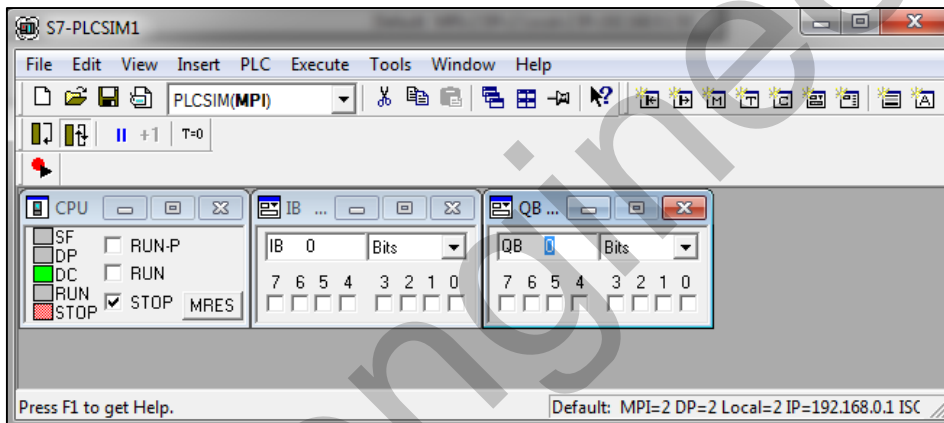 S7-PLCSIM1
File Edit View Insert PLC Execute Tools Window Help
PLCSIM(MPI)
+1 T=0
CPU
SF
DP
DC
RUN
STOP
RUN-P
RUN
STOP MRES
IB ...
IB 0 Bits
7 6 5 4 3 2 1 0
QB ...
QB 0 Bits
7 6 5 4 3 2 1 0
Press F1 to get Help.
Default: MPI=2 DP=2 Local=2 IP=192.168.0.1 ISO